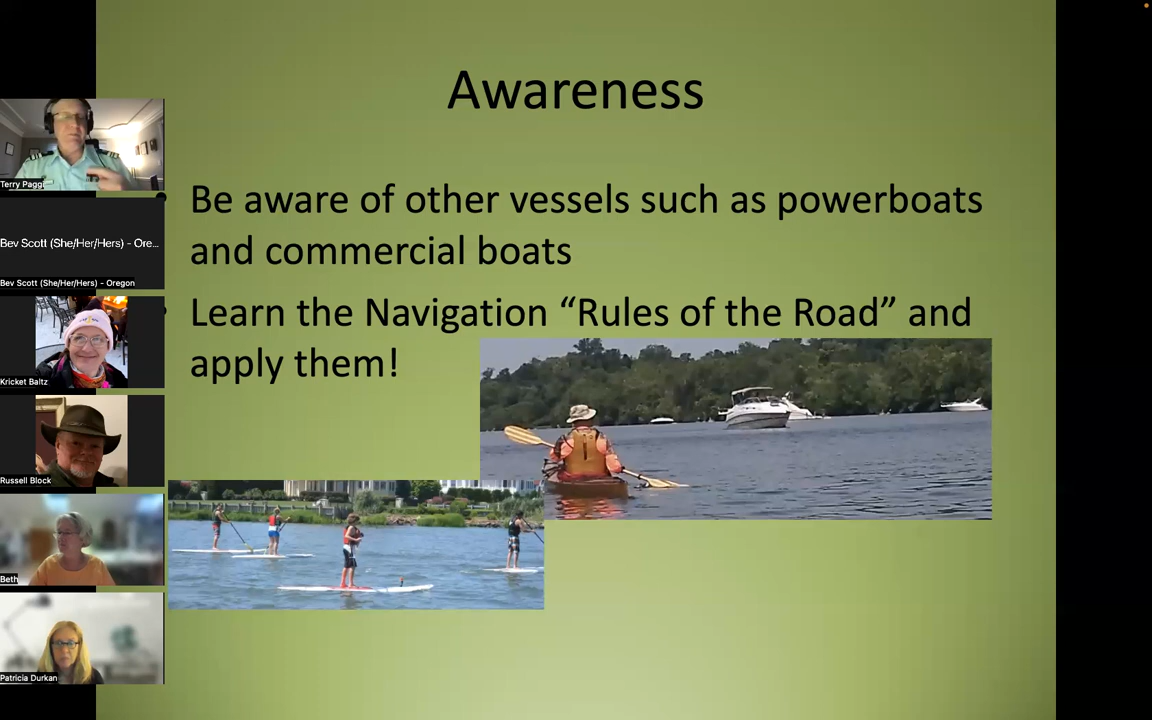 Awareness
Be aware of other vessels such as powerboats
and commercial boats
Learn the Navigation “Rules of the Road” and
apply them!
Terry Paggi
Bev Scott (She/Her/Hers) - Ore...
Bev Scott (She/Her/Hers) - Oregon
Kricket Baltz
Russell Block
Beth
Patricia Durkan